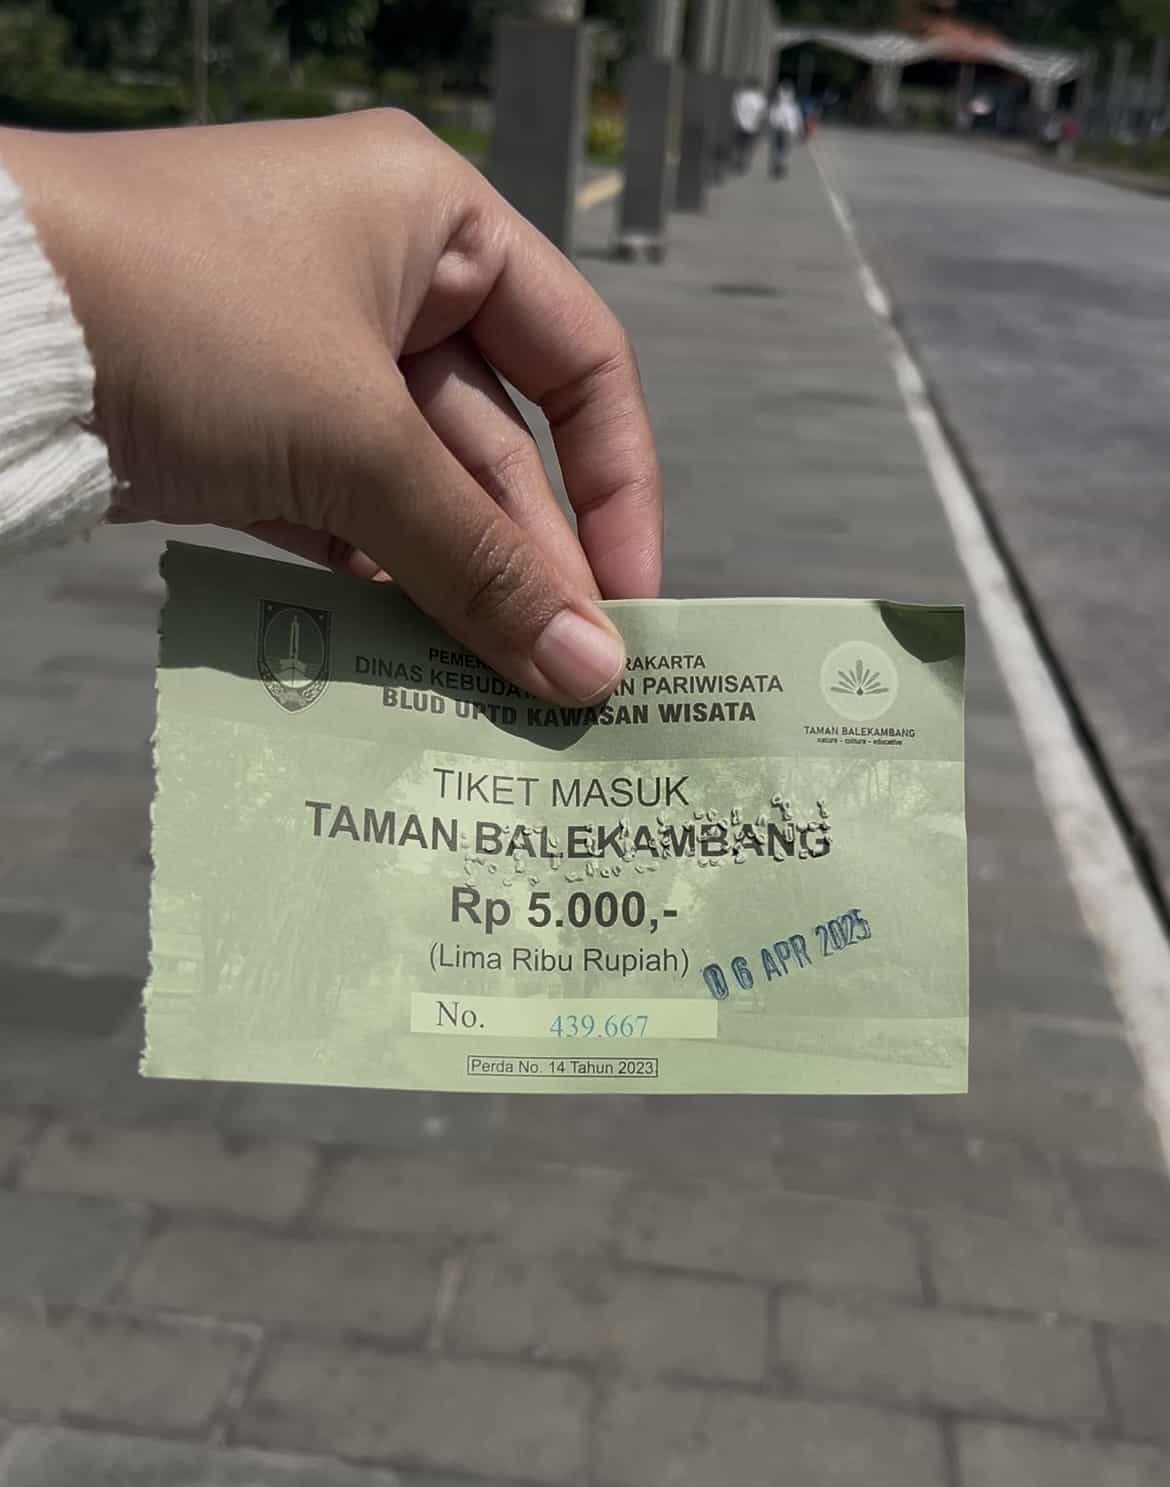 RAKARTA
DINAS PARIWISATA
BLUD UPTD KAWASAN WISATA
TAMAN BALEKAMBANG
nature - culture - educative
TIKET MASUK
TAMAN BALEKAMBANG
Rp 5.000,-
(Lima Ribu Rupiah)
06 APR 2025
No. 439.667
Perda No. 14 Tahun 2023